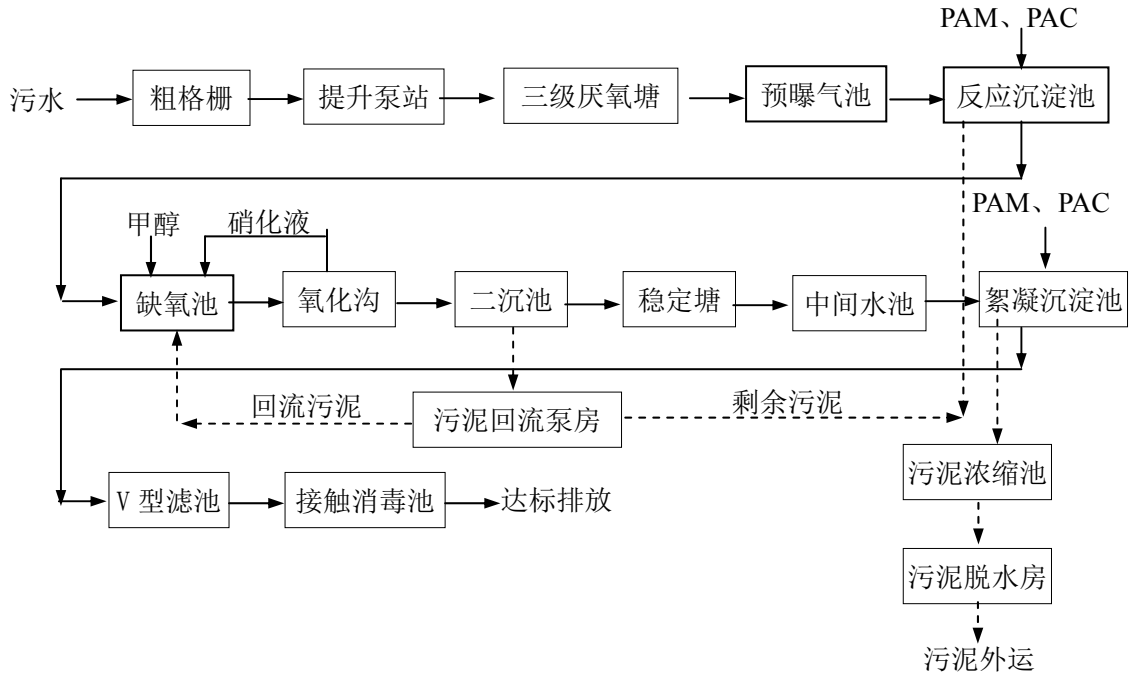 PAM、PAC
污水
粗格栅
提升泵站
三级厌氧塘
预曝气池
反应沉淀池
甲醇
硝化液
PAM、PAC
缺氧池
氧化沟
二沉池
稳定塘
中间水池
絮凝沉淀池
回流污泥
污泥回流泵房
剩余污泥
污泥浓缩池
V 型滤池
接触消毒池
达标排放
污泥脱水房
污泥外运